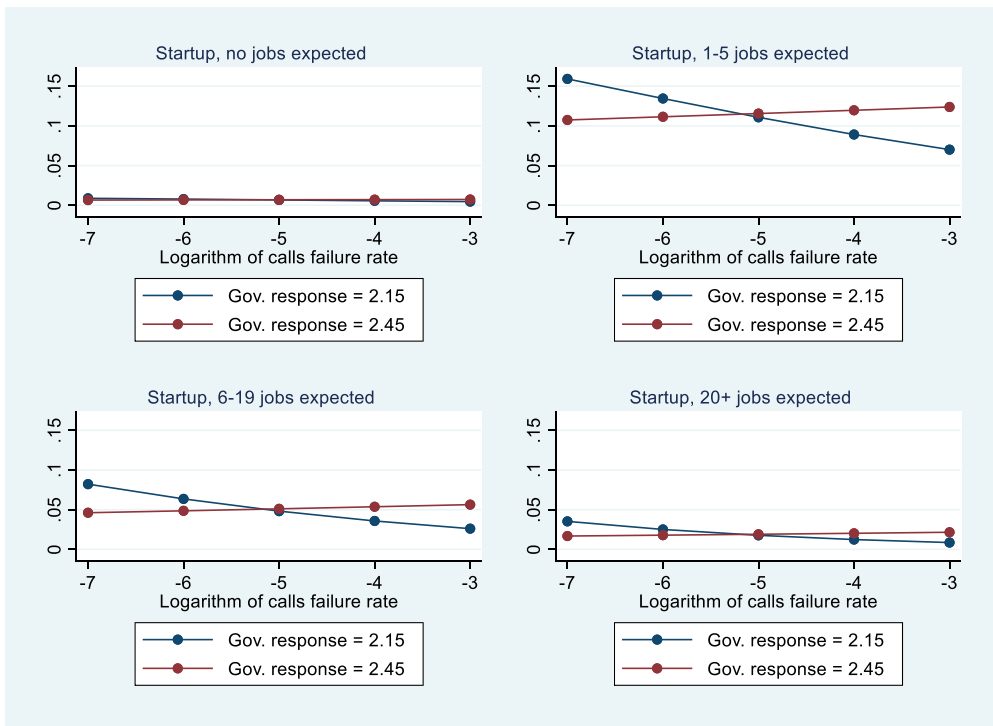 Startup, no jobs expected
.15
.1
.05
0
-7 -6 -5 -4 -3
Logarithm of calls failure rate
Gov. response = 2.15
Gov. response = 2.45
Startup, 1-5 jobs expected
.15
.1
.05
0
-7 -6 -5 -4 -3
Logarithm of calls failure rate
Gov. response = 2.15
Gov. response = 2.45
Startup, 6-19 jobs expected
.15
.1
.05
0
-7 -6 -5 -4 -3
Logarithm of calls failure rate
Gov. response = 2.15
Gov. response = 2.45
Startup, 20+ jobs expected
.15
.1
.05
0
-7 -6 -5 -4 -3
Logarithm of calls failure rate
Gov. response = 2.15
Gov. response = 2.45